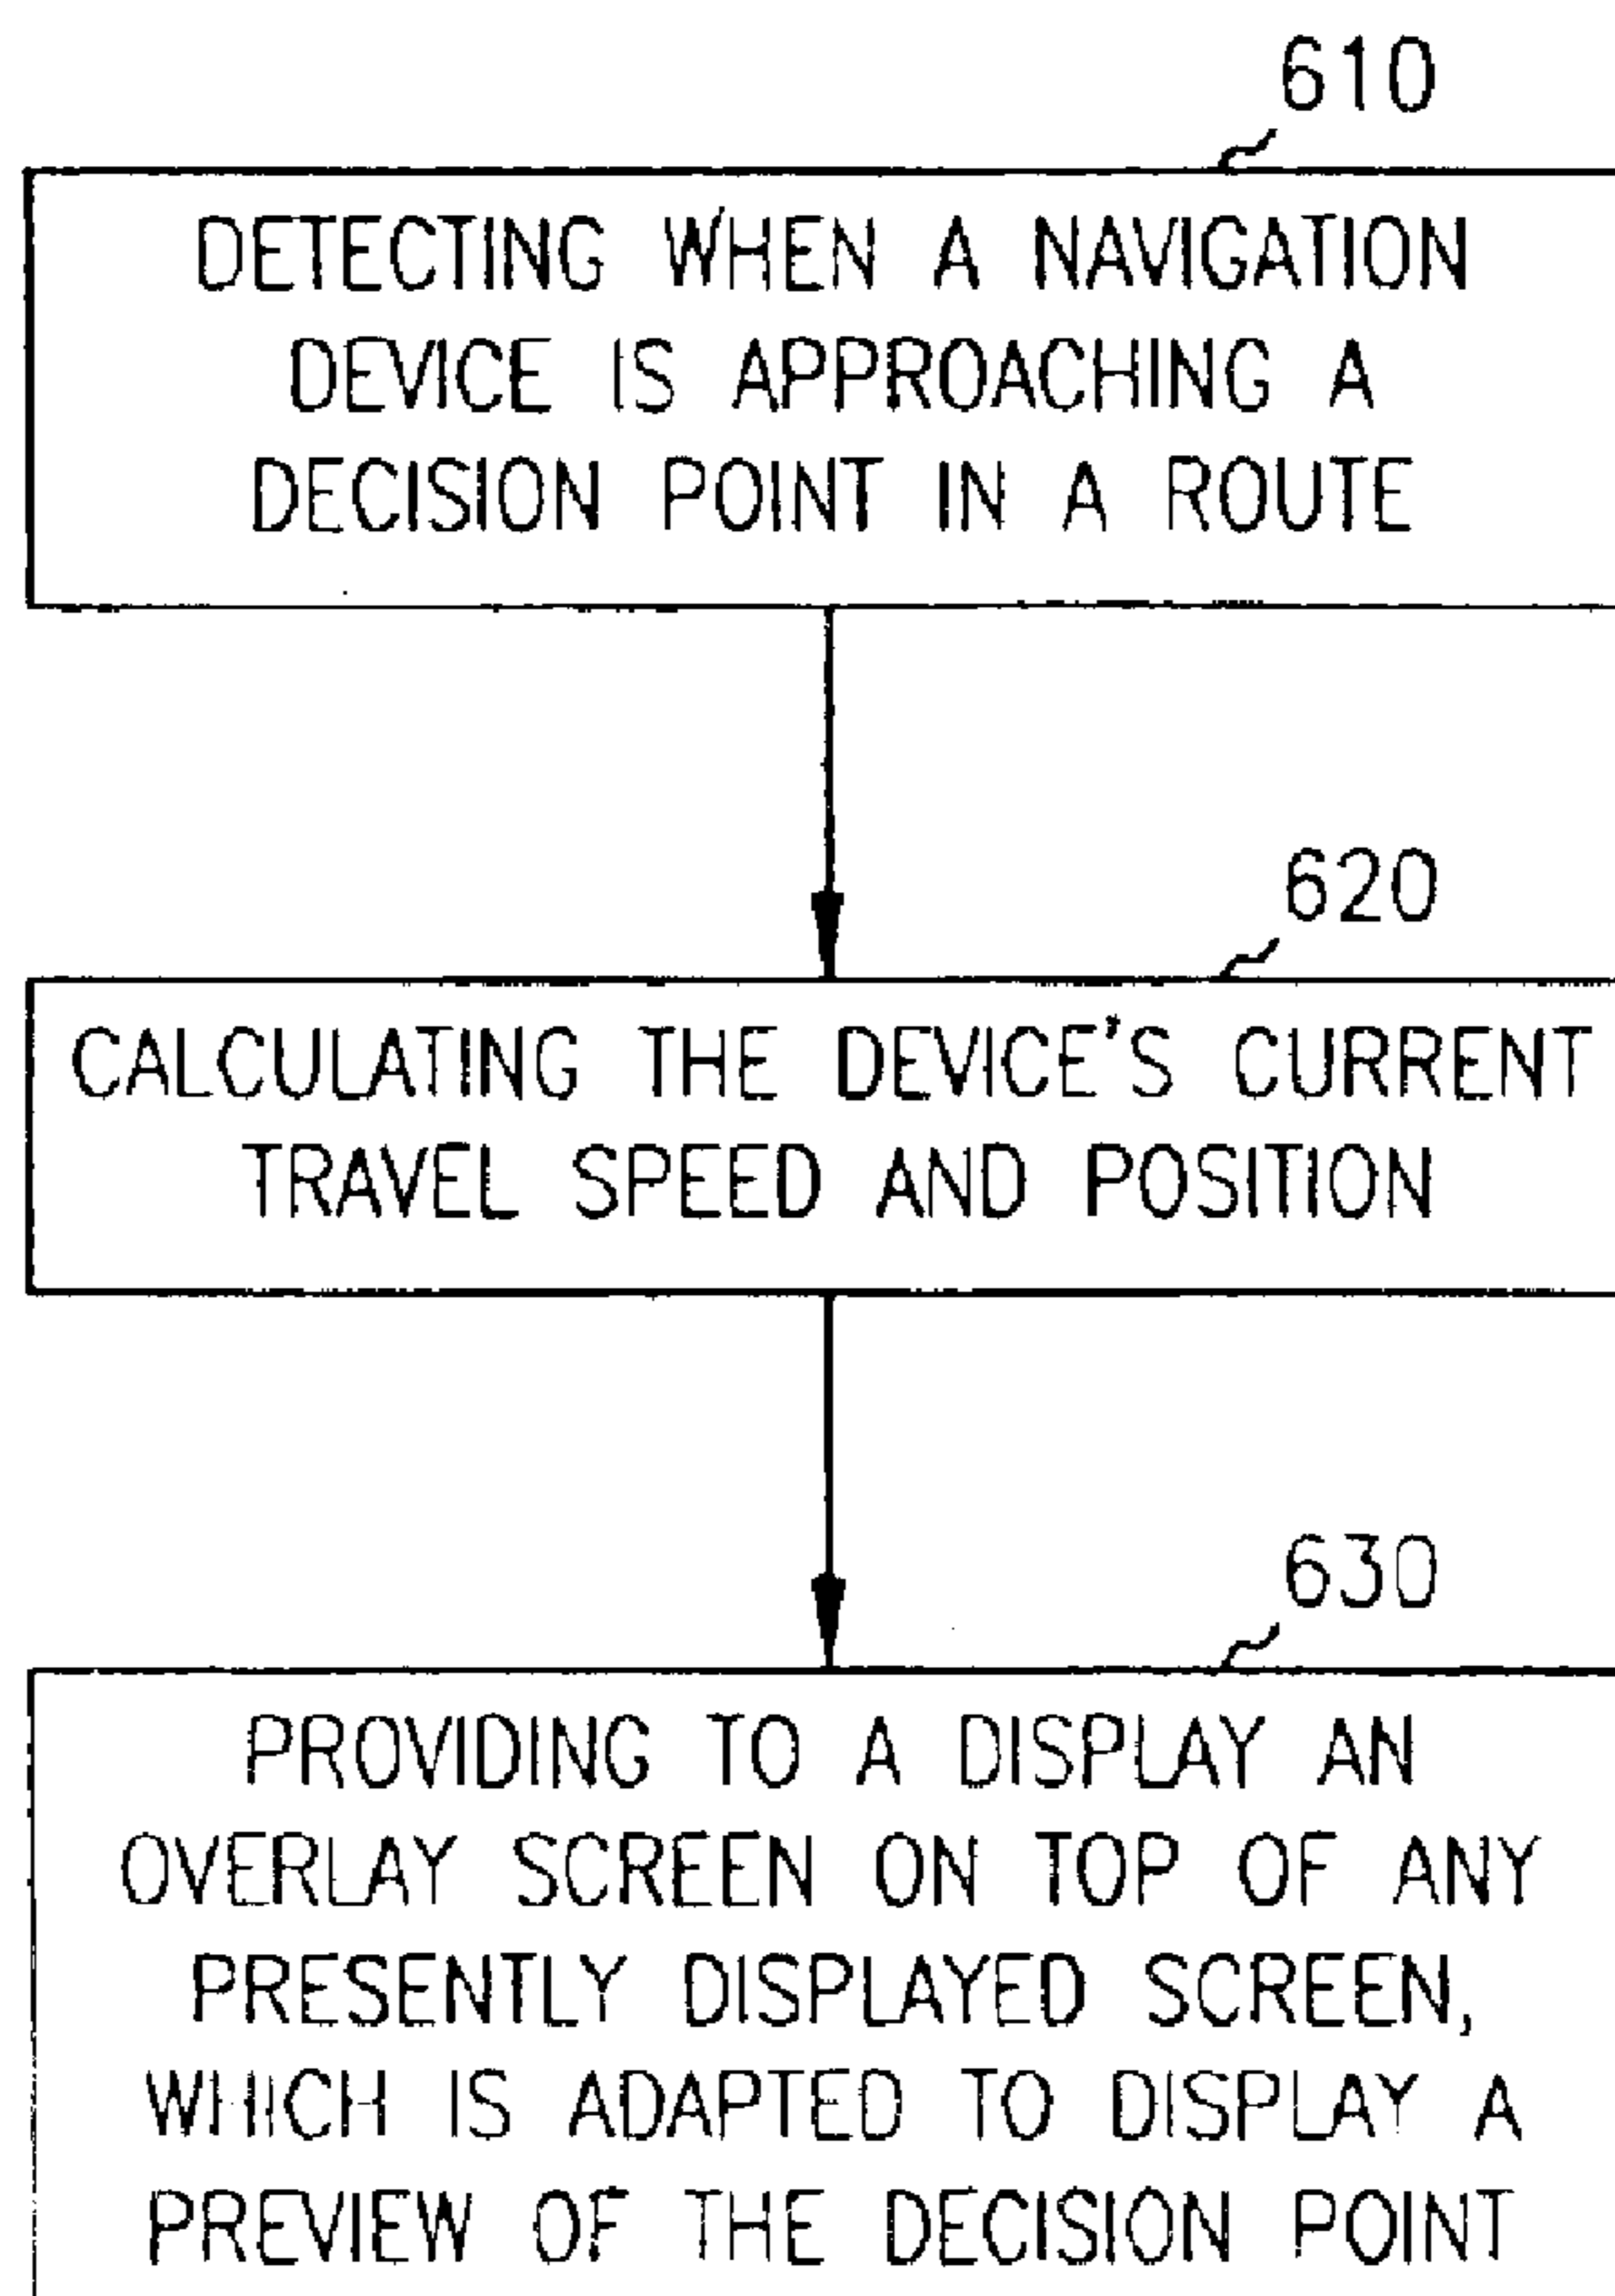 610
DETECTING WHEN A NAVIGATION
DEVICE IS APPROACHING A
DECISION POINT IN A ROUTE
620
CALCULATING THE DEVICE'S CURRENT
TRAVEL SPEED AND POSITION
630
PROVIDING TO A DISPLAY AN
OVERLAY SCREEN ON TOP OF ANY
PRESENTLY DISPLAYED SCREEN,
WHICH IS ADAPTED TO DISPLAY A
PREVIEW OF THE DECISION POINT